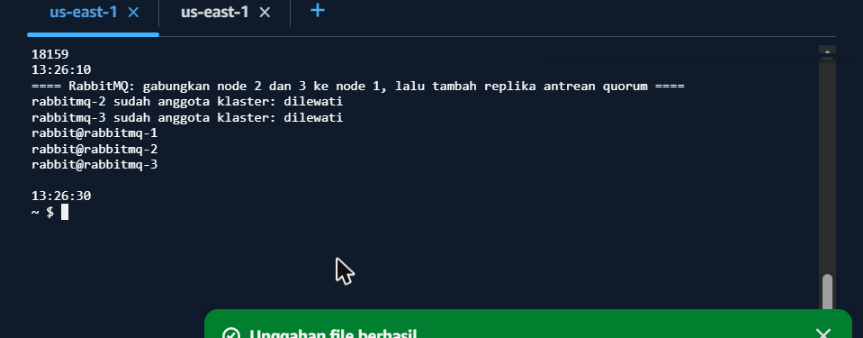 us-east-1 × us-east-1 × +
18159
13:26:10
==== RabbitMQ: gabungkan node 2 dan 3 ke node 1, lalu tambah replika antrean quorum ====
rabbitmq-2 sudah anggota klaster: dilewati
rabbitmq-3 sudah anggota klaster: dilewati
rabbit@rabbitmq-1
rabbit@rabbitmq-2
rabbit@rabbitmq-3
13:26:30
~ $
Unggahan file berhasil